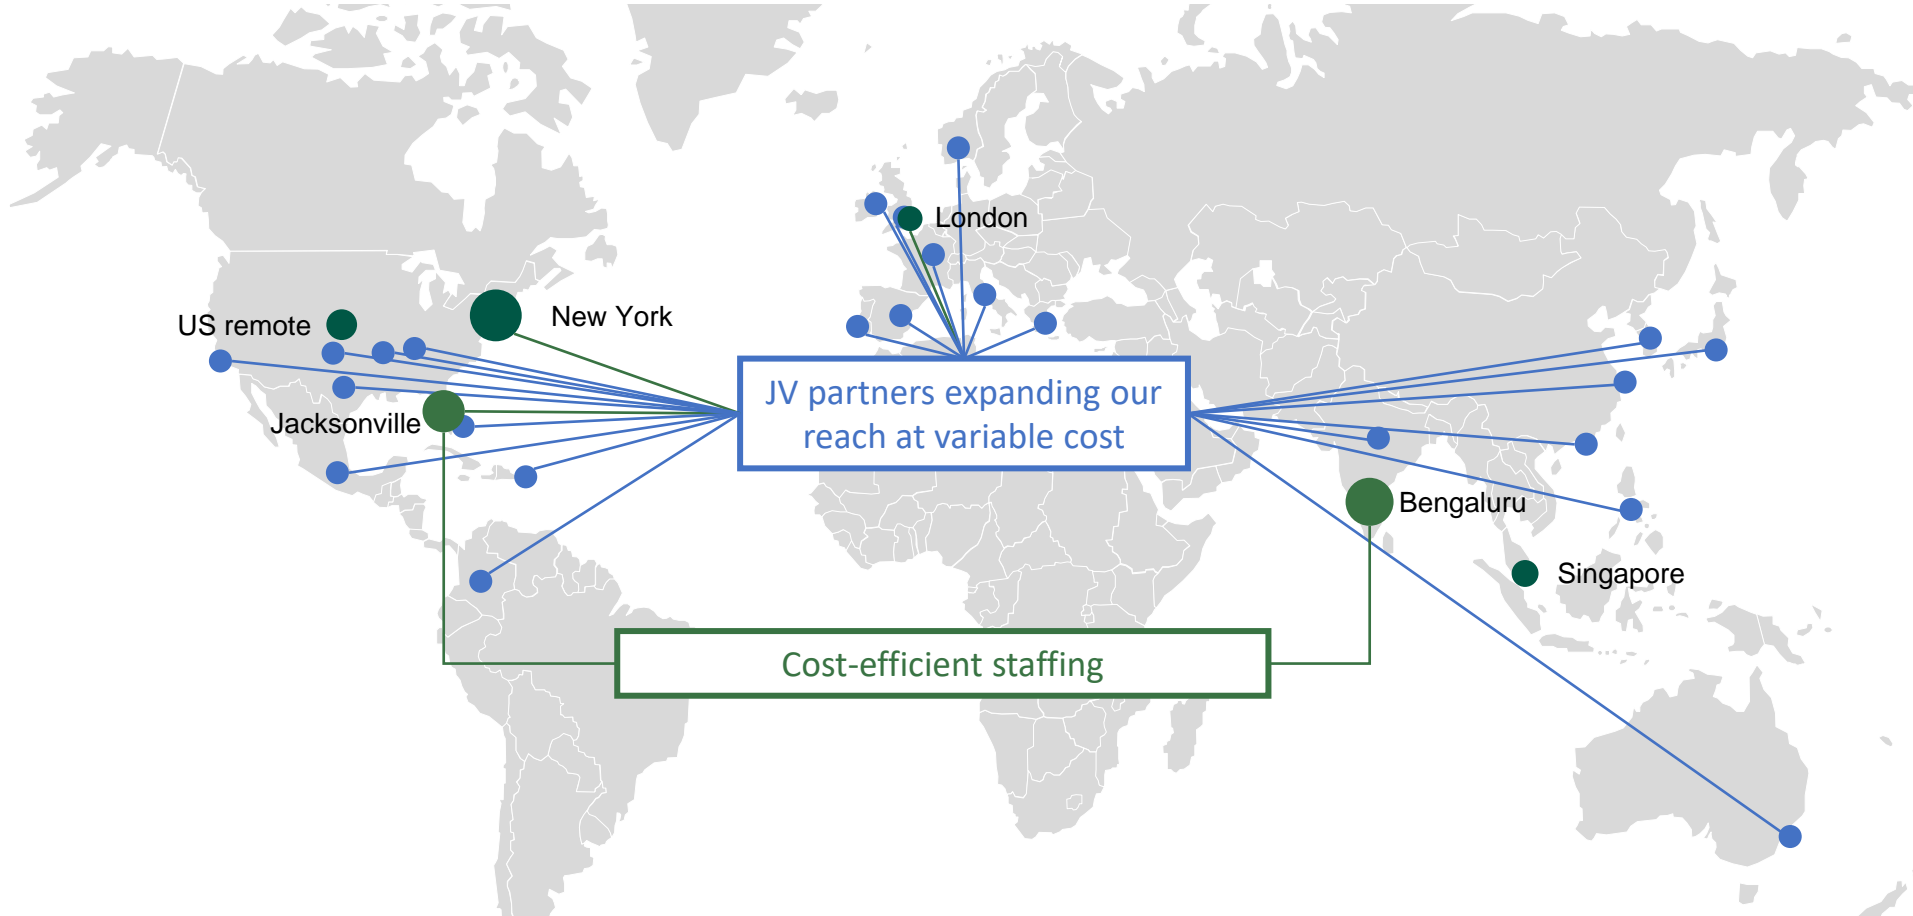 London
New York
US remote
JV partners expanding our
reach at variable cost
Jacksonville
Bengaluru
Singapore
Cost-efficient staffing